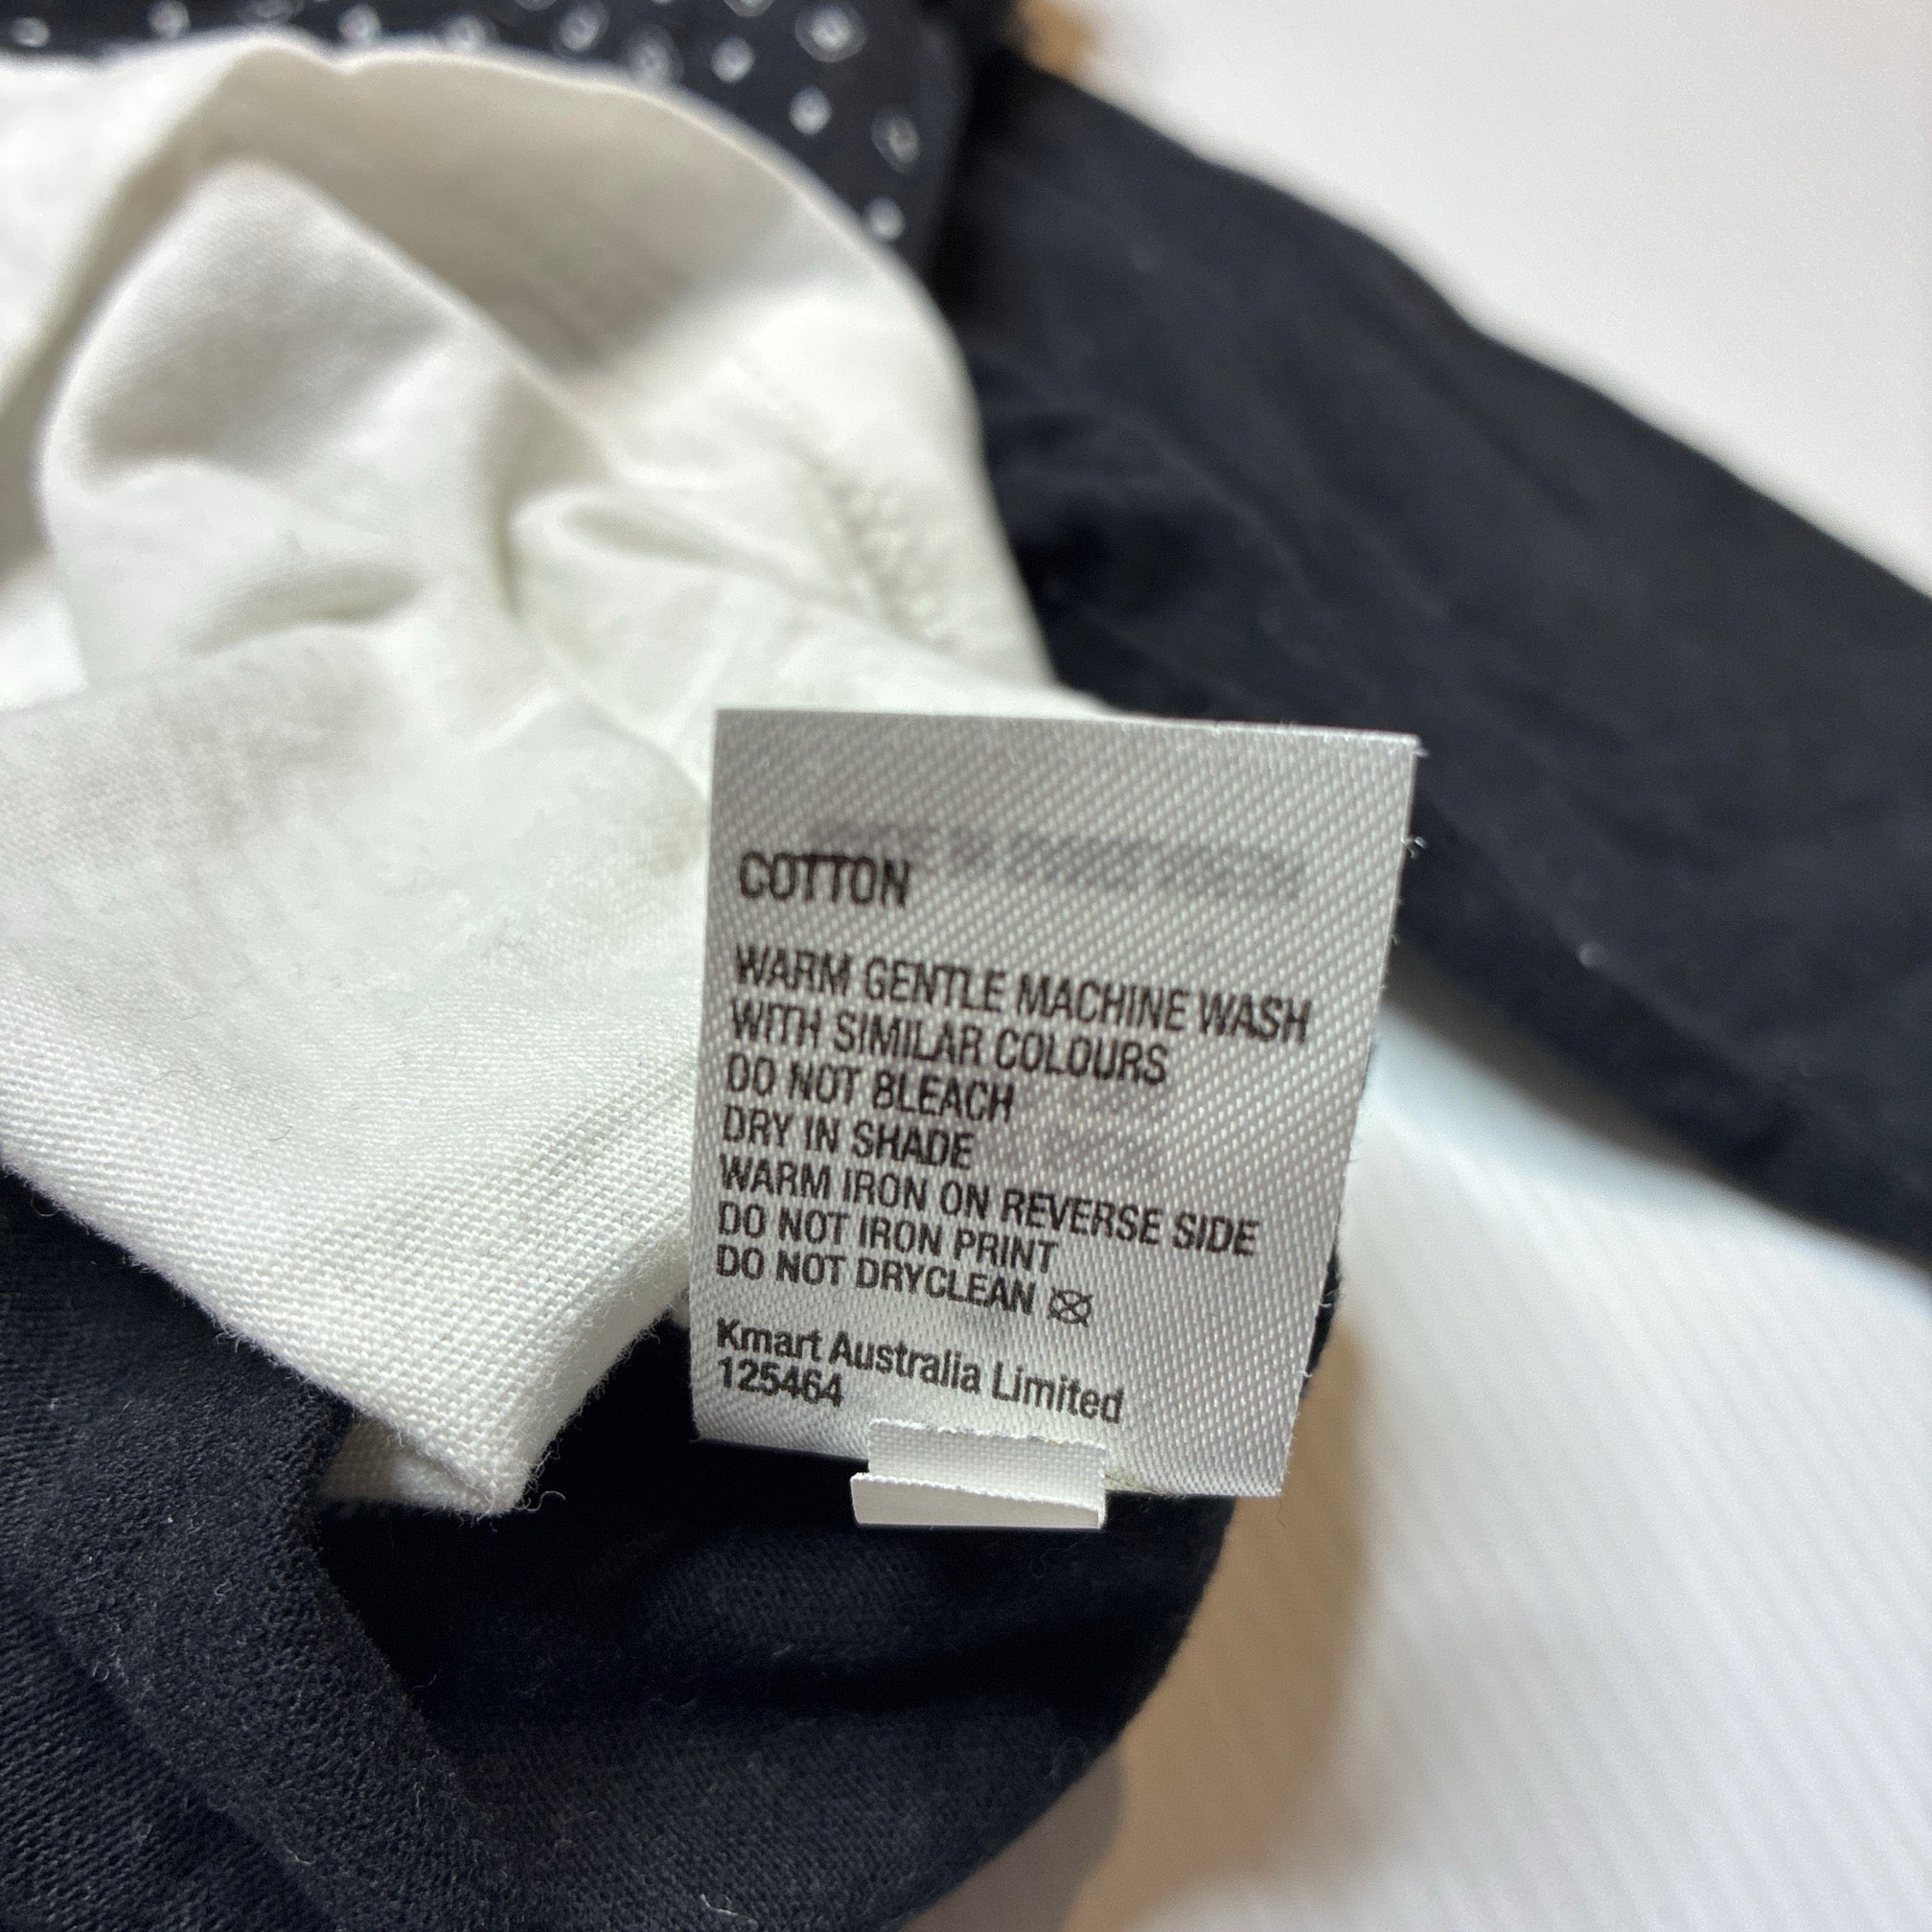 COTTON
WARM GENTLE MACHINE WASH
WITH SIMILAR COLOURS
DO NOT BLEACH
DRY IN SHADE
WARM IRON ON REVERSE SIDE
DO NOT IRON PRINT
DO NOT DRYCLEAN
Kmart Australia Limited
125464